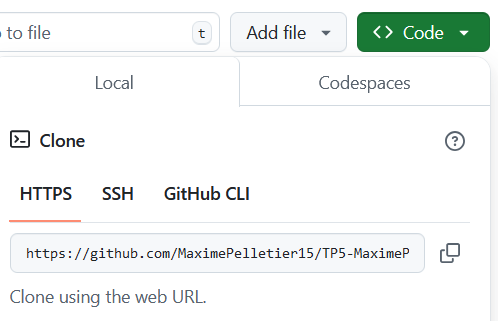 to file t Add file Code
Local Codespaces
Clone
HTTPS SSH GitHub CLI
https://github.com/MaximePelletier15/TP5-MaximeP
Clone using the web URL.